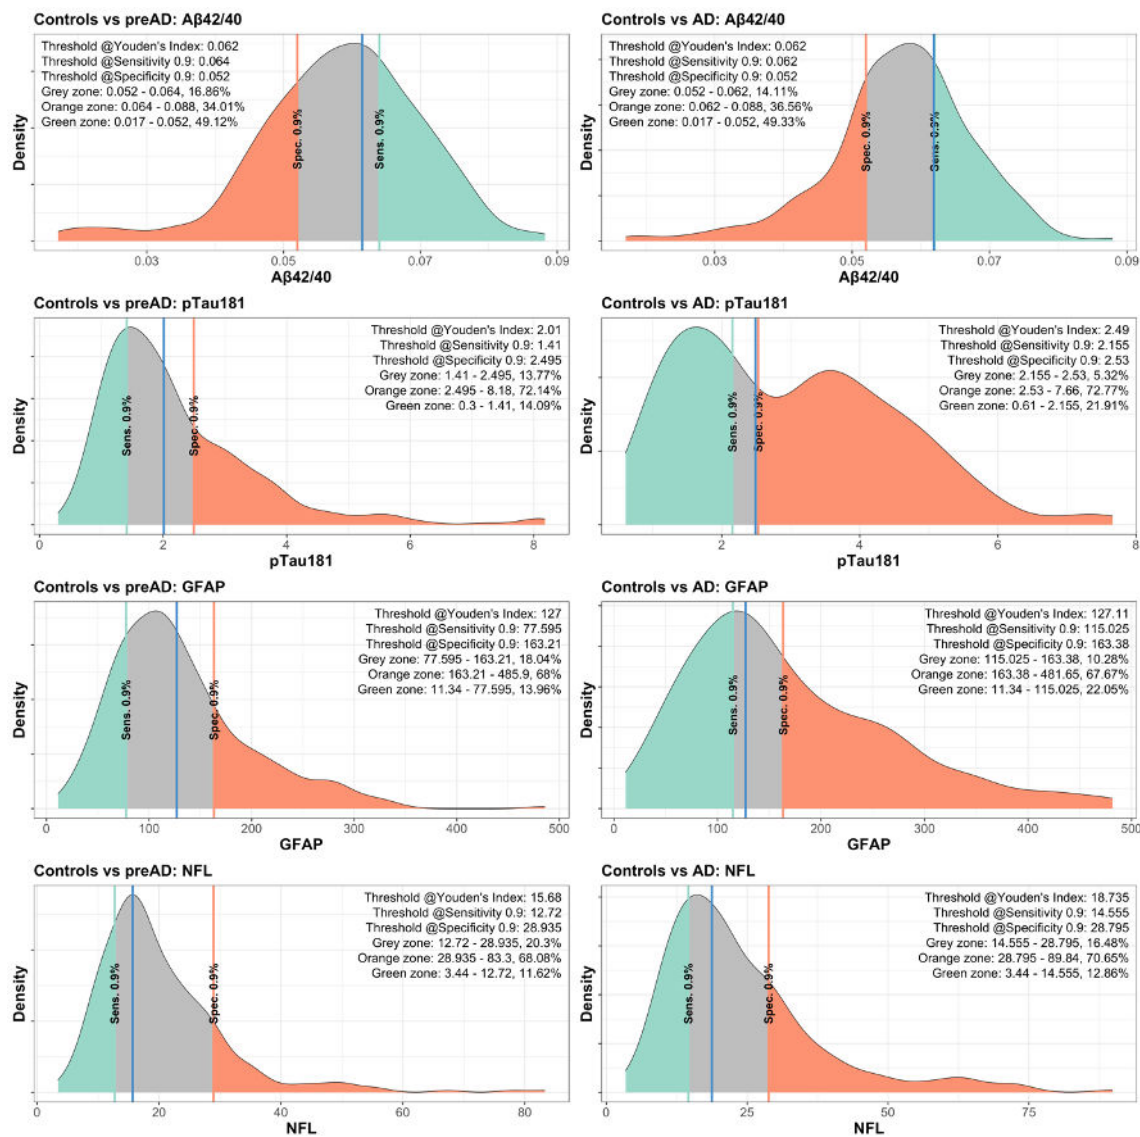 Controls vs preAD: Aβ42/40
Threshold @Youden's Index: 0.062
Threshold @Sensitivity 0.9: 0.064
Threshold @Specificity 0.9: 0.052
Grey zone: 0.052 - 0.064, 16.86%
Orange zone: 0.064 - 0.088, 34.01%
Green zone: 0.017 - 0.052, 49.12%
Spec. 0.9%
Sens. 0.9%
Density
0.03 0.05 0.07 0.09
Aβ42/40
Controls vs AD: Aβ42/40
Threshold @Youden's Index: 0.062
Threshold @Sensitivity 0.9: 0.062
Threshold @Specificity 0.9: 0.052
Grey zone: 0.052 - 0.062, 14.11%
Orange zone: 0.062 - 0.088, 36.56%
Green zone: 0.017 - 0.052, 49.33%
Spec. 0.9%
Sens. 0.9%
Density
0.03 0.05 0.07 0.09
Aβ42/40
Controls vs preAD: pTau181
Threshold @Youden's Index: 2.01
Threshold @Sensitivity 0.9: 1.41
Threshold @Specificity 0.9: 2.495
Grey zone: 1.41 - 2.495, 13.77%
Orange zone: 2.495 - 8.18, 72.14%
Green zone: 0.3 - 1.41, 14.09%
Sens. 0.9%
Spec. 0.9%
Density
0 2 4 6 8
pTau181
Controls vs AD: pTau181
Threshold @Youden's Index: 2.49
Threshold @Sensitivity 0.9: 2.155
Threshold @Specificity 0.9: 2.53
Grey zone: 2.155 - 2.53, 5.32%
Orange zone: 2.53 - 7.66, 72.77%
Green zone: 0.61 - 2.155, 21.91%
Sens. 0.9%
Spec. 0.9%
Density
2 4 6 8
pTau181
Controls vs preAD: GFAP
Threshold @Youden's Index: 127
Threshold @Sensitivity 0.9: 77.595
Threshold @Specificity 0.9: 163.21
Grey zone: 77.595 - 163.21, 18.04%
Orange zone: 163.21 - 485.9, 68%
Green zone: 11.34 - 77.595, 13.96%
Sens. 0.9%
Spec. 0.9%
Density
0 100 200 300 400 500
GFAP
Controls vs AD: GFAP
Threshold @Youden's Index: 127.11
Threshold @Sensitivity 0.9: 115.025
Threshold @Specificity 0.9: 163.38
Grey zone: 115.025 - 163.38, 10.28%
Orange zone: 163.38 - 481.65, 67.67%
Green zone: 11.34 - 115.025, 22.05%
Sens. 0.9%
Spec. 0.9%
Density
0 100 200 300 400 500
GFAP
Controls vs preAD: NFL
Threshold @Youden's Index: 15.68
Threshold @Sensitivity 0.9: 12.72
Threshold @Specificity 0.9: 28.935
Grey zone: 12.72 - 28.935, 20.3%
Orange zone: 28.935 - 83.3, 68.08%
Green zone: 3.44 - 12.72, 11.62%
Sens. 0.9%
Spec. 0.9%
Density
0 20 40 60 80
NFL
Controls vs AD: NFL
Threshold @Youden's Index: 18.735
Threshold @Sensitivity 0.9: 14.555
Threshold @Specificity 0.9: 28.795
Grey zone: 14.555 - 28.795, 16.48%
Orange zone: 28.795 - 89.84, 70.65%
Green zone: 3.44 - 14.555, 12.86%
Sens. 0.9%
Spec. 0.9%
Density
0 25 50 75
NFL